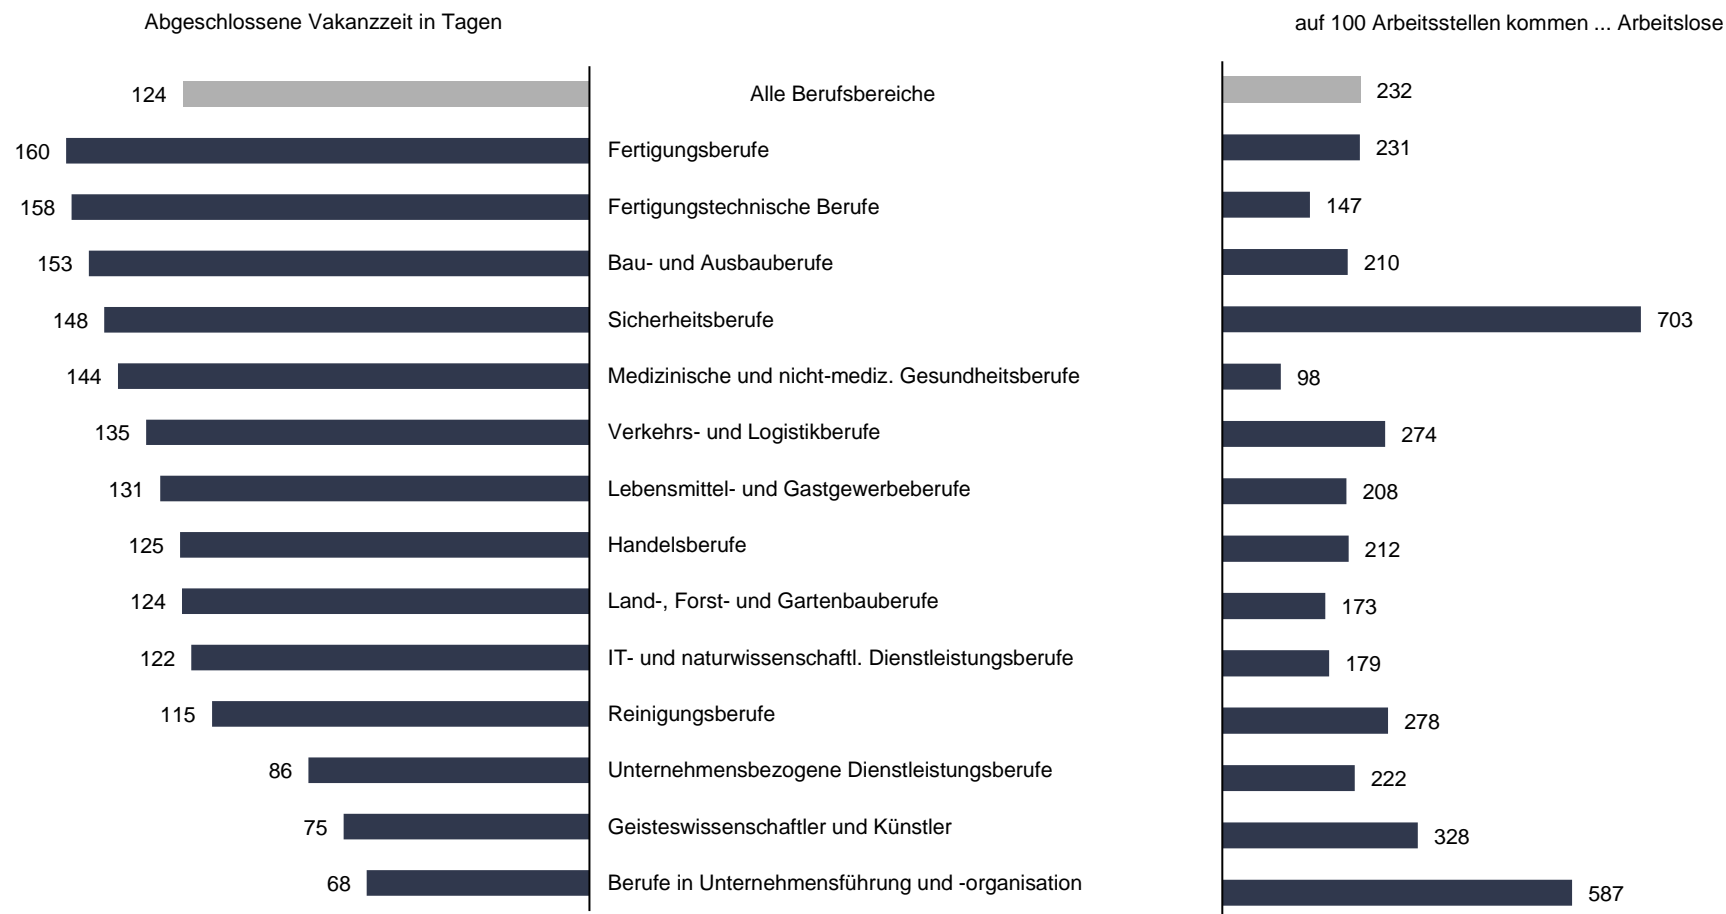 Abgeschlossene Vakanzzeit in Tagen auf 100 Arbeitsstellen kommen ... Arbeitslose
124 Alle Berufsbereiche 232
160 Fertigungsberufe 231
158 Fertigungstechnische Berufe 147
153 Bau- und Ausbauberufe 210
148 Sicherheitsberufe 703
144 Medizinische und nicht-mediz. Gesundheitsberufe 98
135 Verkehrs- und Logistikberufe 274
131 Lebensmittel- und Gastgewerbeberufe 208
125 Handelsberufe 212
124 Land-, Forst- und Gartenbauberufe 173
122 IT- und naturwissenschaftl. Dienstleistungsberufe 179
115 Reinigungsberufe 278
86 Unternehmensbezogene Dienstleistungsberufe 222
75 Geisteswissenschaftler und Künstler 328
68 Berufe in Unternehmensführung und -organisation 587